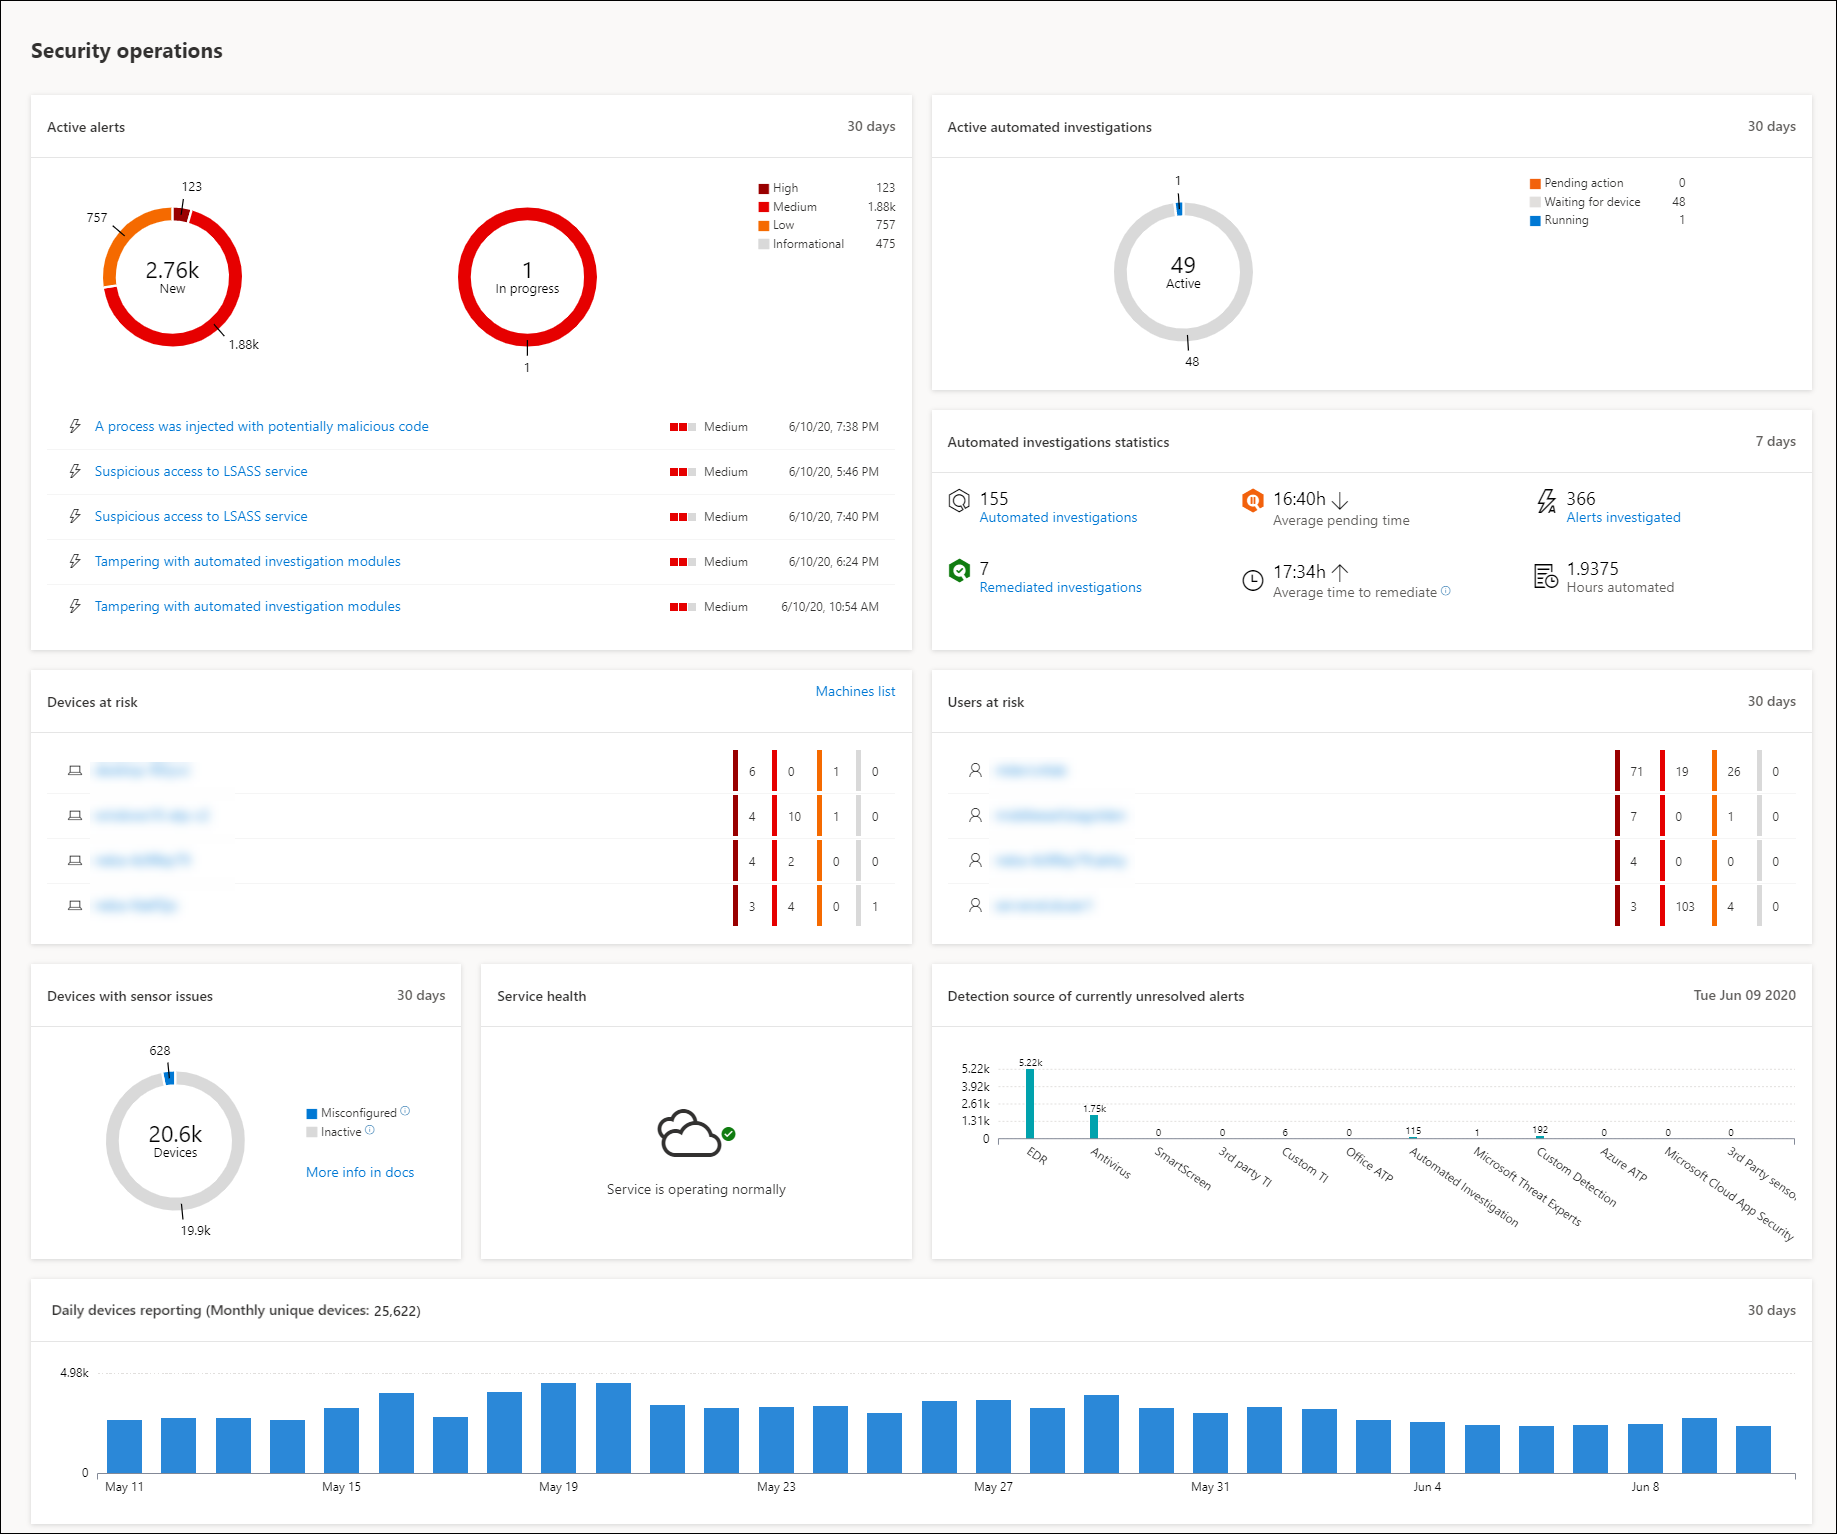 Security operations
Active alerts
30 days
123
757
2.76k
New
1.88k
1
In progress
1
High 123
Medium 1.88k
Low 757
Informational 475
A process was injected with potentially malicious code Medium 6/10/20, 7:38 PM
Suspicious access to LSASS service Medium 6/10/20, 5:46 PM
Suspicious access to LSASS service Medium 6/10/20, 7:40 PM
Tampering with automated investigation modules Medium 6/10/20, 6:24 PM
Tampering with automated investigation modules Medium 6/10/20, 10:54 AM
Active automated investigations
30 days
1
49
Active
48
Pending action 0
Waiting for device 48
Running 1
Automated investigations statistics
7 days
155
Automated investigations
16:40h
Average pending time
366
Alerts investigated
7
Remediated investigations
17:34h
Average time to remediate
1.9375
Hours automated
Devices at risk
Machines list
6 0 1 0
4 10 1 0
4 2 0 0
3 4 0 1
Users at risk
30 days
71 19 26 0
7 0 1 0
4 0 0 0
3 103 4 0
Devices with sensor issues
30 days
628
20.6k
Devices
19.9k
Misconfigured
Inactive
More info in docs
Service health
Service is operating normally
Detection source of currently unresolved alerts
Tue Jun 09 2020
5.22k
3.92k
2.61k
1.31k
0
5.22k 1.75k 0 0 6 0 115 1 192 0 0 0
EDR
Antivirus
SmartScreen
3rd party TI
Custom TI
Office ATP
Automated Investigation
Microsoft Threat Experts
Custom Detection
Azure ATP
Microsoft Cloud App Security
3rd Party senso.
Daily devices reporting (Monthly unique devices: 25,622)
30 days
4.98k
0
May 11 May 15 May 19 May 23 May 27 May 31 Jun 4 Jun 8